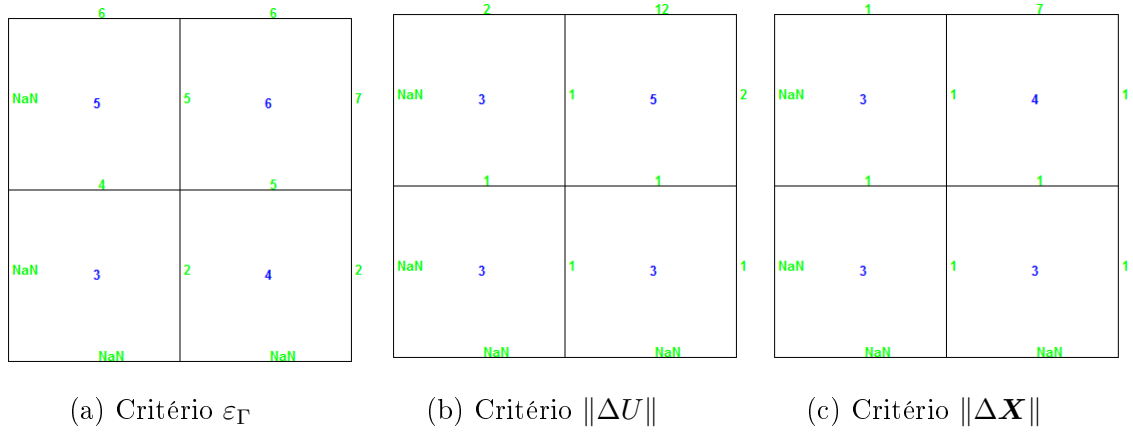 6 6 2 12 1 7
NaN 5 5 6 7 NaN 3 1 5 2 NaN 3 1 4 1
4 5 1 1 1 1
NaN 3 2 4 2 NaN 3 1 3 1 NaN 3 1 3 1
NaN NaN NaN NaN NaN NaN
(a) Critério ε_Γ (b) Critério ‖ΔU‖ (c) Critério ‖ΔX‖